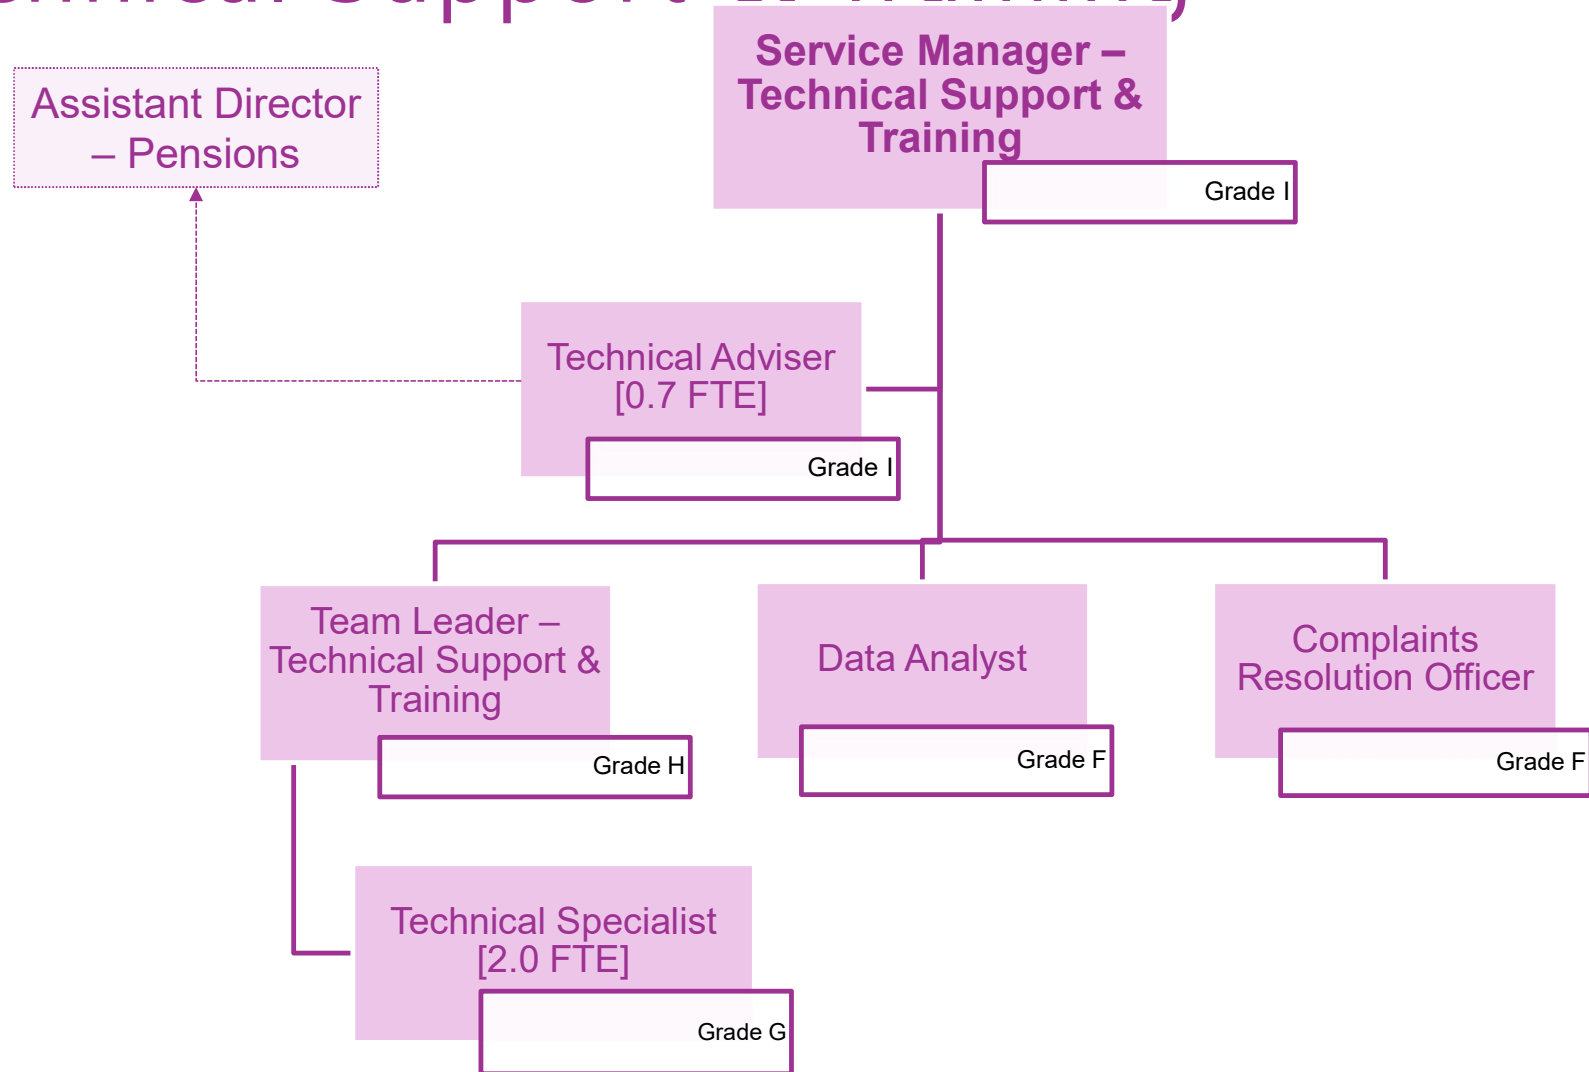 Support
Service Manager –
Technical Support &
Training
Grade I
Assistant Director
– Pensions
Technical Adviser
[0.7 FTE]
Grade I
Team Leader –
Technical Support &
Training
Grade H
Data Analyst
Grade F
Complaints
Resolution Officer
Grade F
Technical Specialist
[2.0 FTE]
Grade G